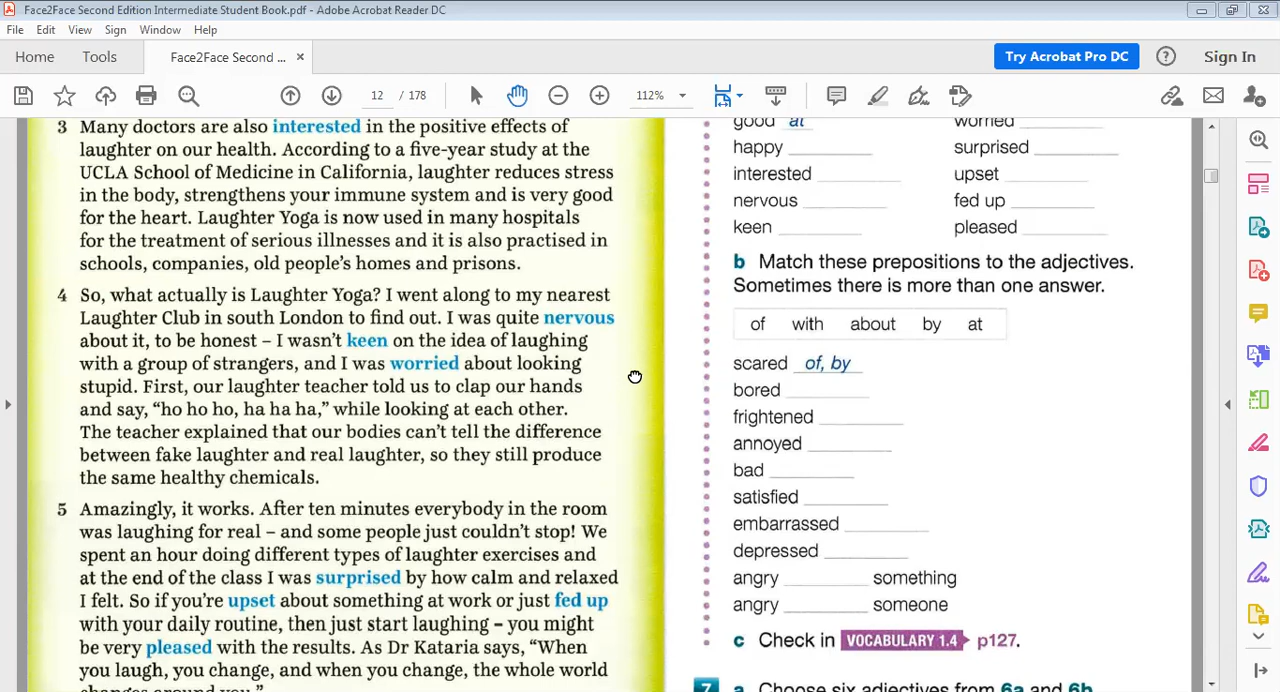 Face2Face Second Edition Intermediate Student Book.pdf - Adobe Acrobat Reader DC
File Edit View Sign Window Help
Home Tools Face2Face Second ... × Try Acrobat Pro DC ? Sign In
12 / 178 112%
3 Many doctors are also interested in the positive effects of
laughter on our health. According to a five-year study at the
UCLA School of Medicine in California, laughter reduces stress
in the body, strengthens your immune system and is very good
for the heart. Laughter Yoga is now used in many hospitals
for the treatment of serious illnesses and it is also practised in
schools, companies, old people's homes and prisons.
4 So, what actually is Laughter Yoga? I went along to my nearest
Laughter Club in south London to find out. I was quite nervous
about it, to be honest – I wasn't keen on the idea of laughing
with a group of strangers, and I was worried about looking
stupid. First, our laughter teacher told us to clap our hands
and say, "ho ho ho, ha ha ha," while looking at each other.
The teacher explained that our bodies can't tell the difference
between fake laughter and real laughter, so they still produce
the same healthy chemicals.
5 Amazingly, it works. After ten minutes everybody in the room
was laughing for real – and some people just couldn't stop! We
spent an hour doing different types of laughter exercises and
at the end of the class I was surprised by how calm and relaxed
I felt. So if you're upset about something at work or just fed up
with your daily routine, then just start laughing – you might
be very pleased with the results. As Dr Kataria says, "When
you laugh, you change, and when you change, the whole world
changes around you."
good at worried
happy surprised
interested upset
nervous fed up
keen pleased
b Match these prepositions to the adjectives.
Sometimes there is more than one answer.
of with about by at
scared of, by
bored
frightened
annoyed
bad
satisfied
embarrassed
depressed
angry something
angry someone
c Check in VOCABULARY 1.4 p127.
7 a Choose six adjectives from 6a and 6b